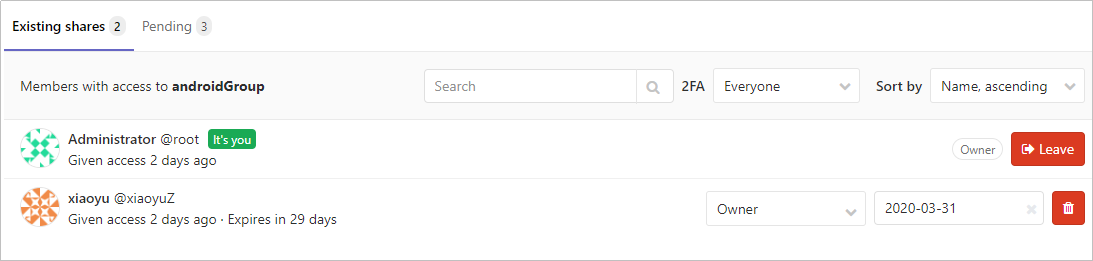 Existing shares 2 Pending 3
Members with access to androidGroup Search 2FA Everyone Sort by Name, ascending
Administrator @root It's you
Given access 2 days ago
Owner Leave
xiaoyu @xiaoyuZ
Given access 2 days ago · Expires in 29 days
Owner 2020-03-31